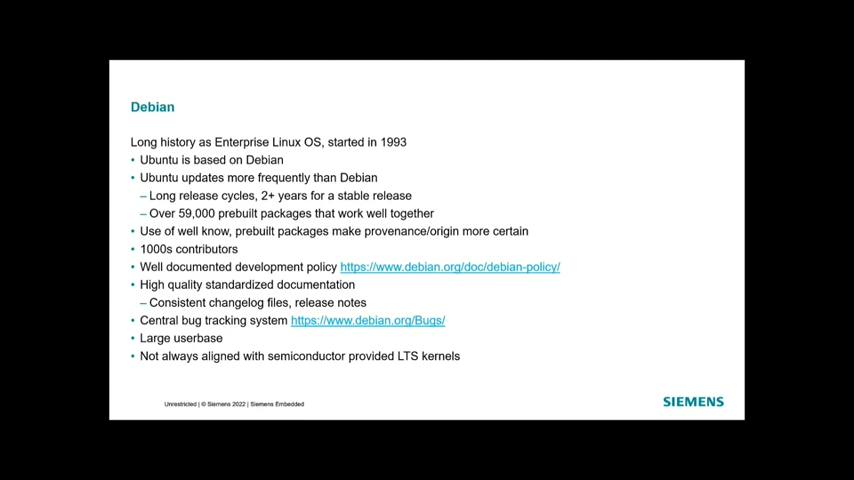 Debian
Long history as Enterprise Linux OS, started in 1993
• Ubuntu is based on Debian
• Ubuntu updates more frequently than Debian
– Long release cycles, 2+ years for a stable release
– Over 59,000 prebuilt packages that work well together
• Use of well know, prebuilt packages make provenance/origin more certain
• 1000s contributors
• Well documented development policy https://www.debian.org/doc/debian-policy/
• High quality standardized documentation
– Consistent changelog files, release notes
• Central bug tracking system https://www.debian.org/Bugs/
• Large userbase
• Not always aligned with semiconductor provided LTS kernels
Unrestricted | © Siemens 2022 | Siemens Embedded
SIEMENS